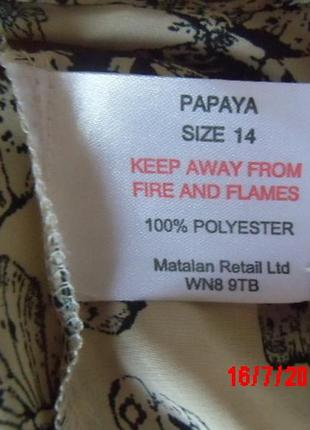 PAPAYA
SIZE 14
KEEP AWAY FROM
FIRE AND FLAMES
100% POLYESTER
Matalan Retail Ltd
WN8 9TB
16/7/20